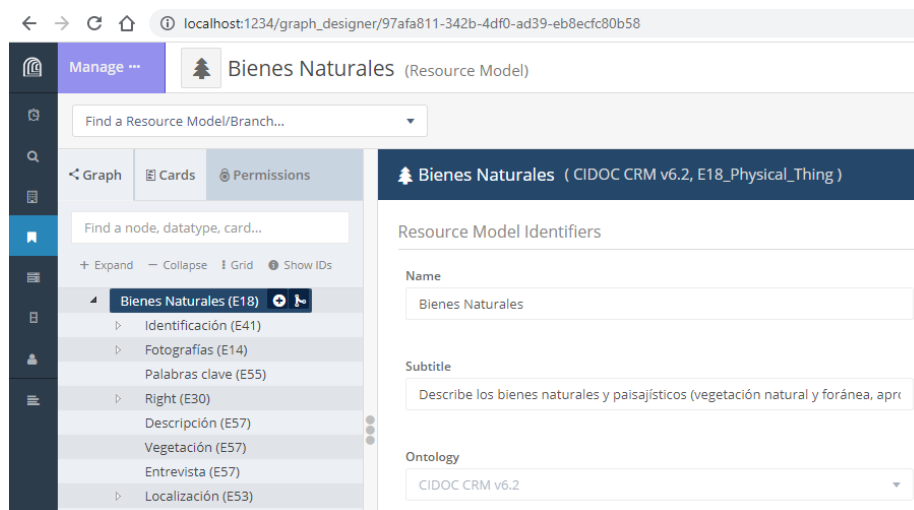 localhost:1234/graph_designer/97afa811-342b-4df0-ad39-eb8ecfc80b58
Manage ···
Bienes Naturales (Resource Model)
Find a Resource Model/Branch...
Graph Cards Permissions
Bienes Naturales ( CIDOC CRM v6.2, E18_Physical_Thing )
Find a node, datatype, card...
+ Expand − Collapse Grid Show IDs
Bienes Naturales (E18)
Identificación (E41)
Fotografías (E14)
Palabras clave (E55)
Right (E30)
Descripción (E57)
Vegetación (E57)
Entrevista (E57)
Localización (E53)
Resource Model Identifiers
Name
Bienes Naturales
Subtitle
Describe los bienes naturales y paisajísticos (vegetación natural y foránea, apro
Ontology
CIDOC CRM v6.2